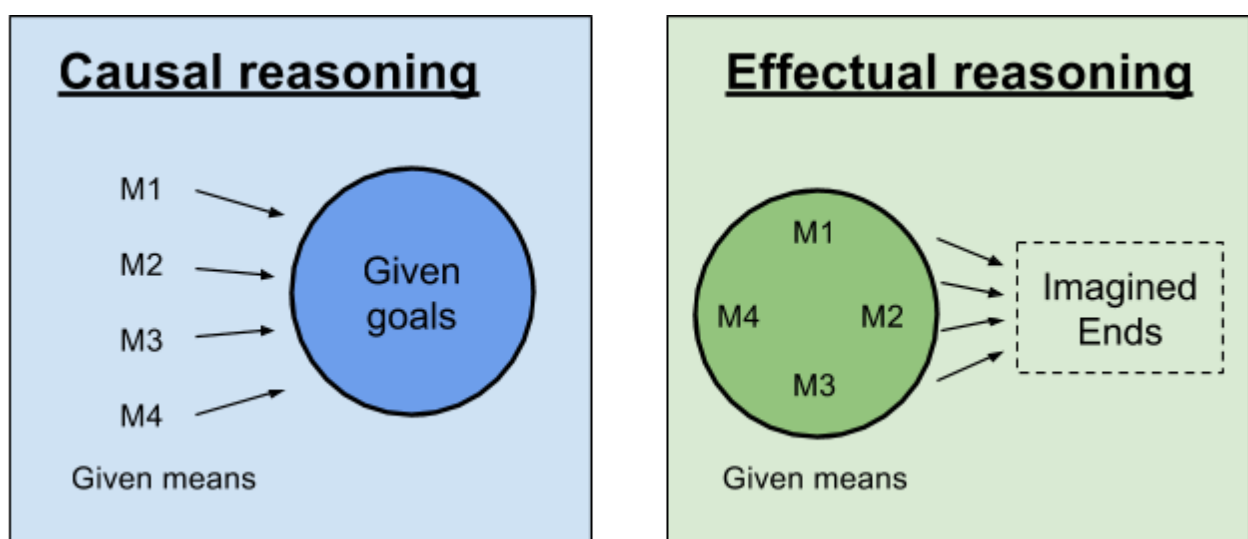 Causal reasoning
M1
M2
M3
M4
Given
goals
Given means
Effectual reasoning
M1
M4
M2
M3
Imagined
Ends
Given means